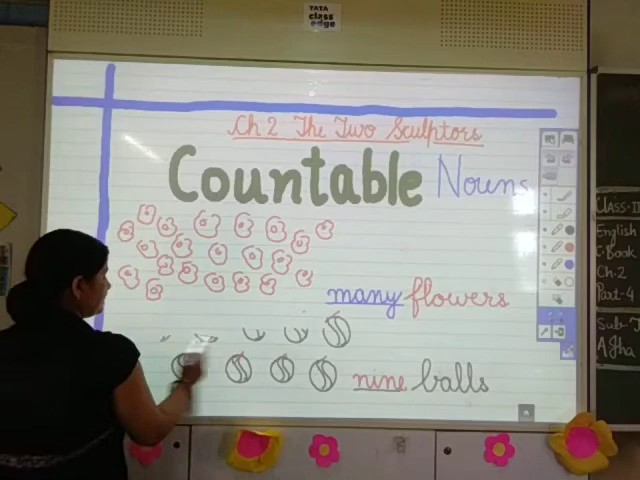 TATA
class
edge
Ch 2 The Two Sculptors
Countable Nouns
many flowers
nine balls
CLASS-II
English
C.Book
Ch-2
Part-4
Sub-T
A Jha